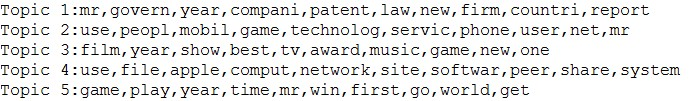 Topic 1:mr,govern,year,compani,patent,law,new,firm,countri,report
Topic 2:use,peopl,mobil,game,technolog,servic,phone,user,net,mr
Topic 3:film,year,show,best,tv,award,music,game,new,one
Topic 4:use,file,apple,comput,network,site,softwar,peer,share,system
Topic 5:game,play,year,time,mr,win,first,go,world,get